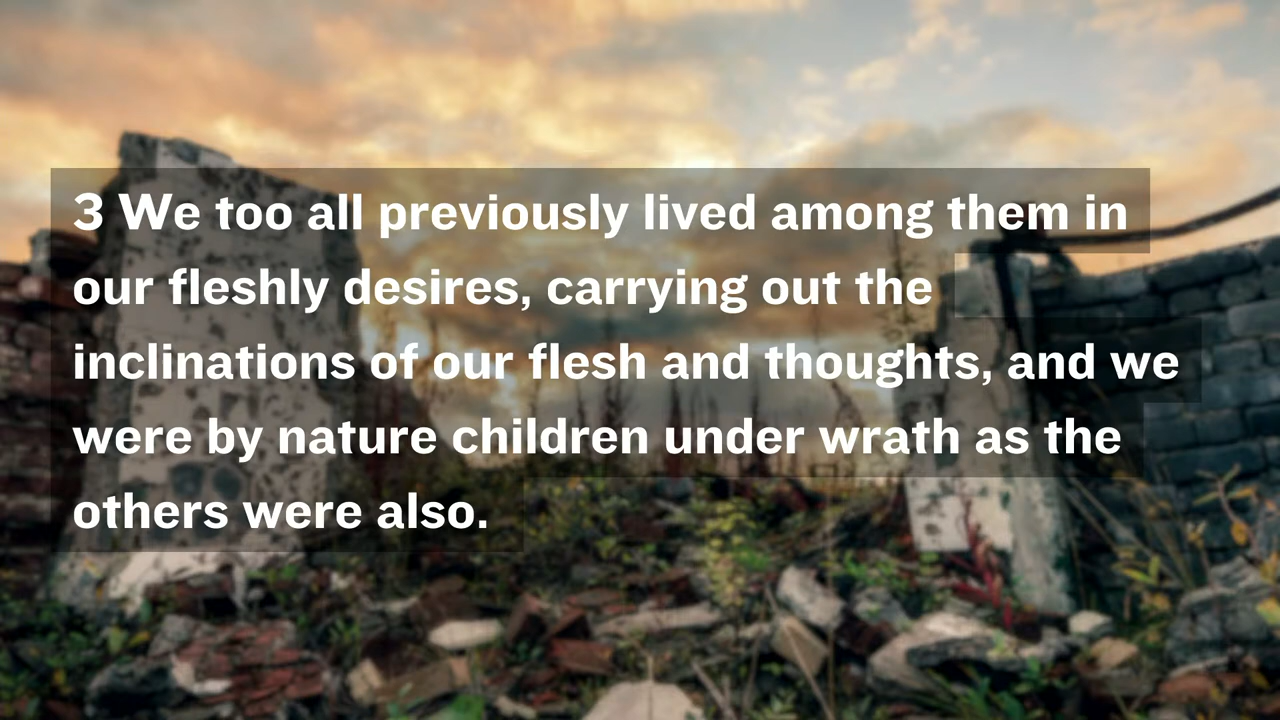 3 We too all previously lived among them in
our fleshly desires, carrying out the
inclinations of our flesh and thoughts, and we
were by nature children under wrath as the
others were also.